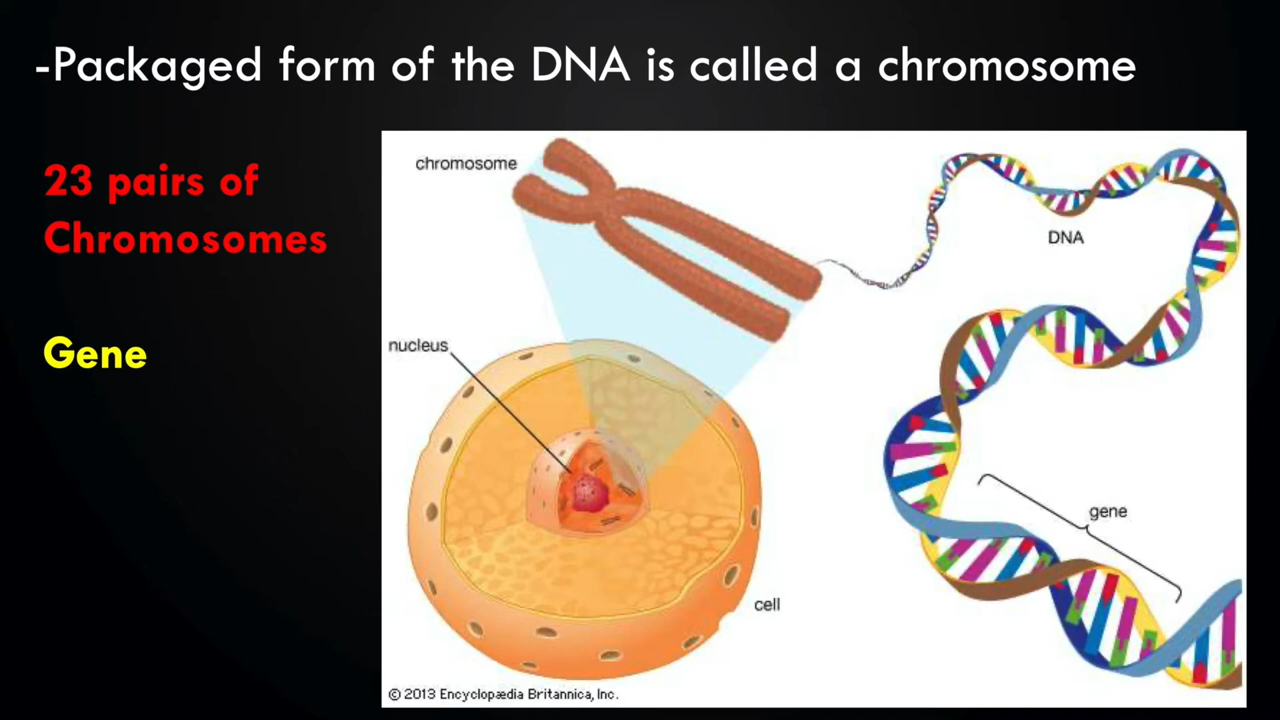 -Packaged form of the DNA is called a chromosome
23 pairs of
Chromosomes
Gene
chromosome
DNA
nucleus
gene
cell
© 2013 Encyclopædia Britannica, Inc.